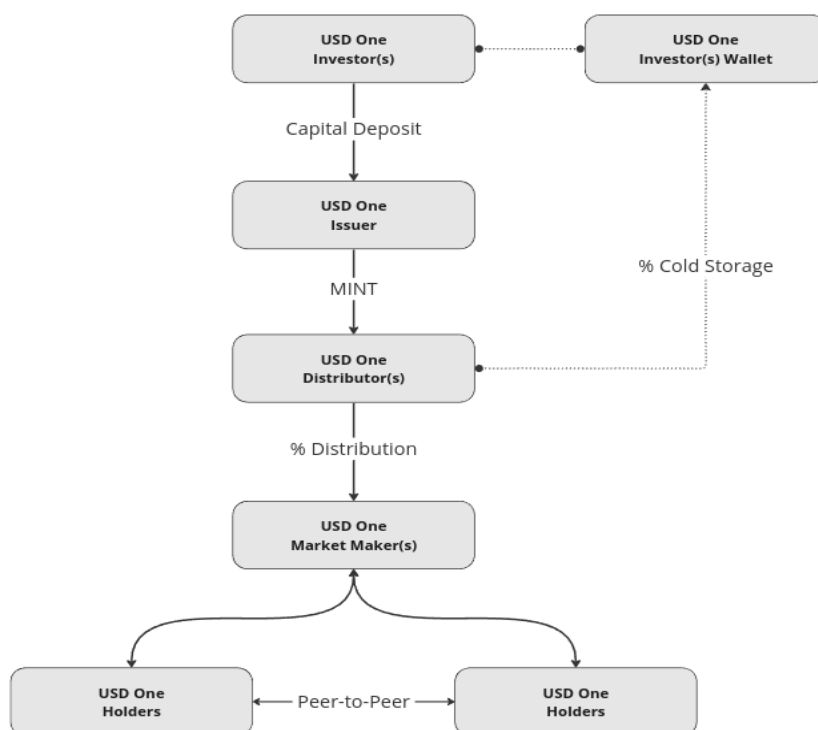 USD One
Investor(s)
USD One
Investor(s) Wallet
Capital Deposit
USD One
Issuer
% Cold Storage
MINT
USD One
Distributor(s)
% Distribution
USD One
Market Maker(s)
USD One
Holders
Peer-to-Peer
USD One
Holders